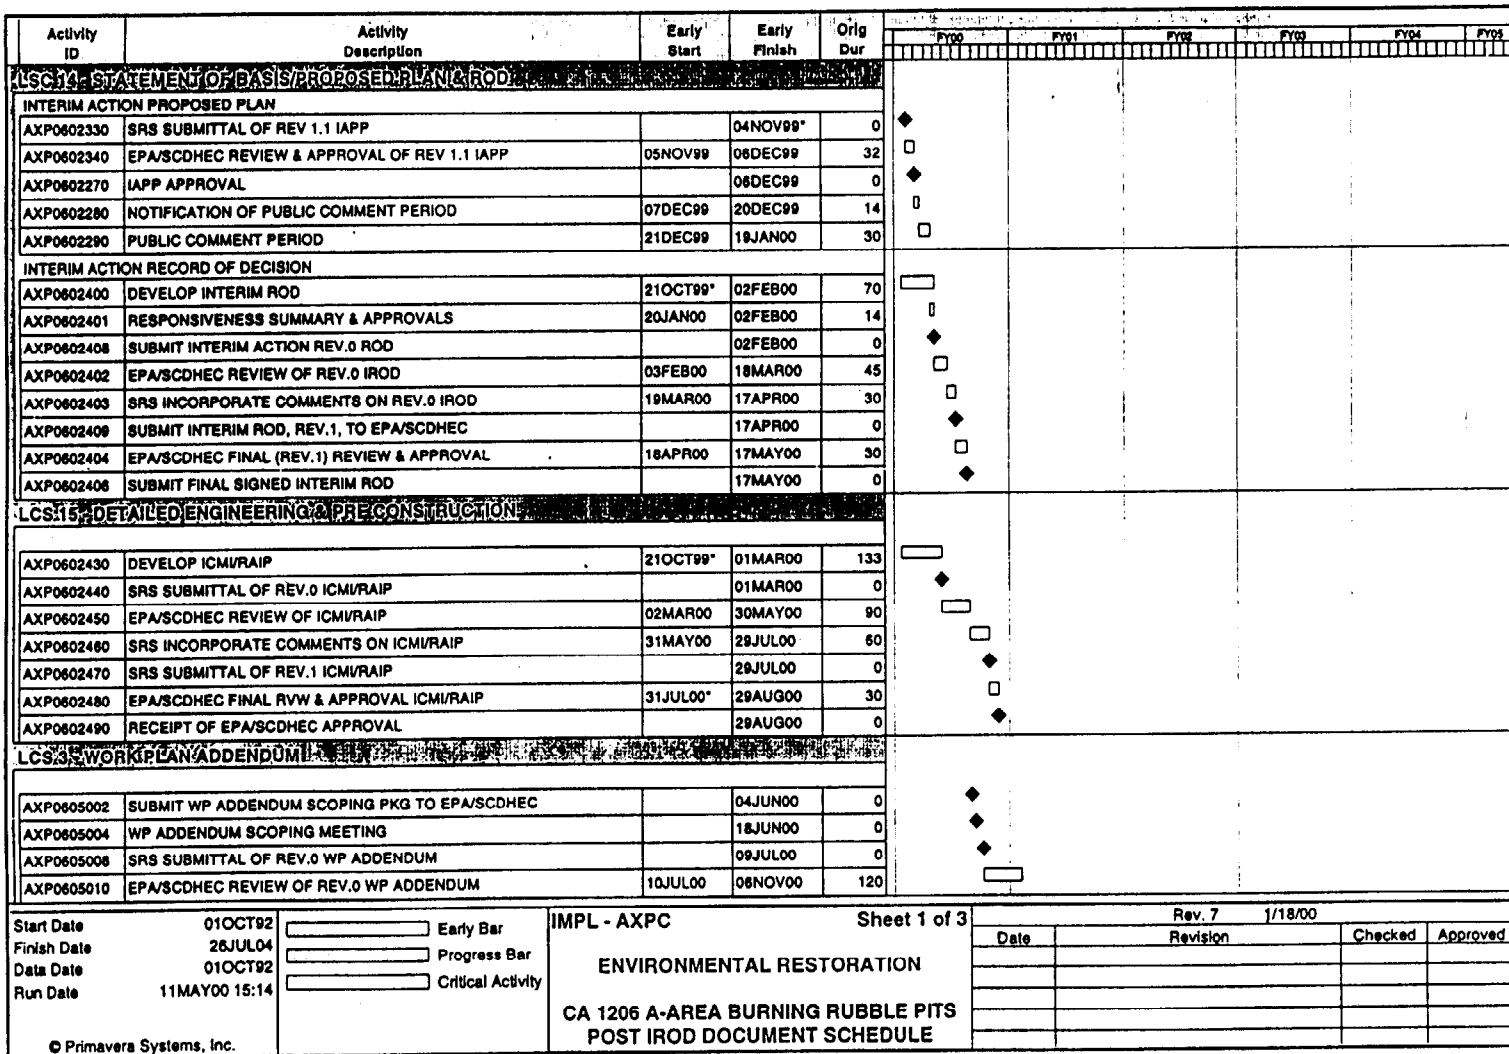 Activity ID Activity Description Early Start Early Finish Orig Dur FY00 FY01 FY02 FY03 FY04 FY05
LSC 14 - STATEMENT OF BASIS/PROPOSED PLAN & ROD
INTERIM ACTION PROPOSED PLAN
AXP0602330 SRS SUBMITTAL OF REV 1.1 IAPP 04NOV99* 0
AXP0602340 EPA/SCDHEC REVIEW & APPROVAL OF REV 1.1 IAPP 05NOV99 06DEC99 32
AXP0602270 IAPP APPROVAL 06DEC99 0
AXP0602280 NOTIFICATION OF PUBLIC COMMENT PERIOD 07DEC99 20DEC99 14
AXP0602290 PUBLIC COMMENT PERIOD 21DEC99 19JAN00 30
INTERIM ACTION RECORD OF DECISION
AXP0602400 DEVELOP INTERIM ROD 21OCT99* 02FEB00 70
AXP0602401 RESPONSIVENESS SUMMARY & APPROVALS 20JAN00 02FEB00 14
AXP0602408 SUBMIT INTERIM ACTION REV.0 ROD 02FEB00 0
AXP0602402 EPA/SCDHEC REVIEW OF REV.0 IROD 03FEB00 18MAR00 45
AXP0602403 SRS INCORPORATE COMMENTS ON REV.0 IROD 19MAR00 17APR00 30
AXP0602409 SUBMIT INTERIM ROD, REV.1, TO EPA/SCDHEC 17APR00 0
AXP0602404 EPA/SCDHEC FINAL (REV.1) REVIEW & APPROVAL 18APR00 17MAY00 30
AXP0602406 SUBMIT FINAL SIGNED INTERIM ROD 17MAY00 0
LCS 15 - DETAILED ENGINEERING & PRE CONSTRUCTION
AXP0602430 DEVELOP ICMI/RAIP 21OCT99* 01MAR00 133
AXP0602440 SRS SUBMITTAL OF REV.0 ICMI/RAIP 01MAR00 0
AXP0602450 EPA/SCDHEC REVIEW OF ICMI/RAIP 02MAR00 30MAY00 90
AXP0602460 SRS INCORPORATE COMMENTS ON ICMI/RAIP 31MAY00 29JUL00 60
AXP0602470 SRS SUBMITTAL OF REV.1 ICMI/RAIP 29JUL00 0
AXP0602480 EPA/SCDHEC FINAL RVW & APPROVAL ICMI/RAIP 31JUL00* 29AUG00 30
AXP0602490 RECEIPT OF EPA/SCDHEC APPROVAL 29AUG00 0
LCS 3 - WORKPLAN ADDENDUM
AXP0605002 SUBMIT WP ADDENDUM SCOPING PKG TO EPA/SCDHEC 04JUN00 0
AXP0605004 WP ADDENDUM SCOPING MEETING 18JUN00 0
AXP0605006 SRS SUBMITTAL OF REV.0 WP ADDENDUM 09JUL00 0
AXP0605010 EPA/SCDHEC REVIEW OF REV.0 WP ADDENDUM 10JUL00 06NOV00 120
Start Date 01OCT92
Finish Date 26JUL04
Data Date 01OCT92
Run Date 11MAY00 15:14
© Primavera Systems, Inc.
Early Bar
Progress Bar
Critical Activity
IMPL - AXPC Sheet 1 of 3
ENVIRONMENTAL RESTORATION
CA 1206 A-AREA BURNING RUBBLE PITS
POST IROD DOCUMENT SCHEDULE
Rev. 7 1/18/00
Date Revision Checked Approved